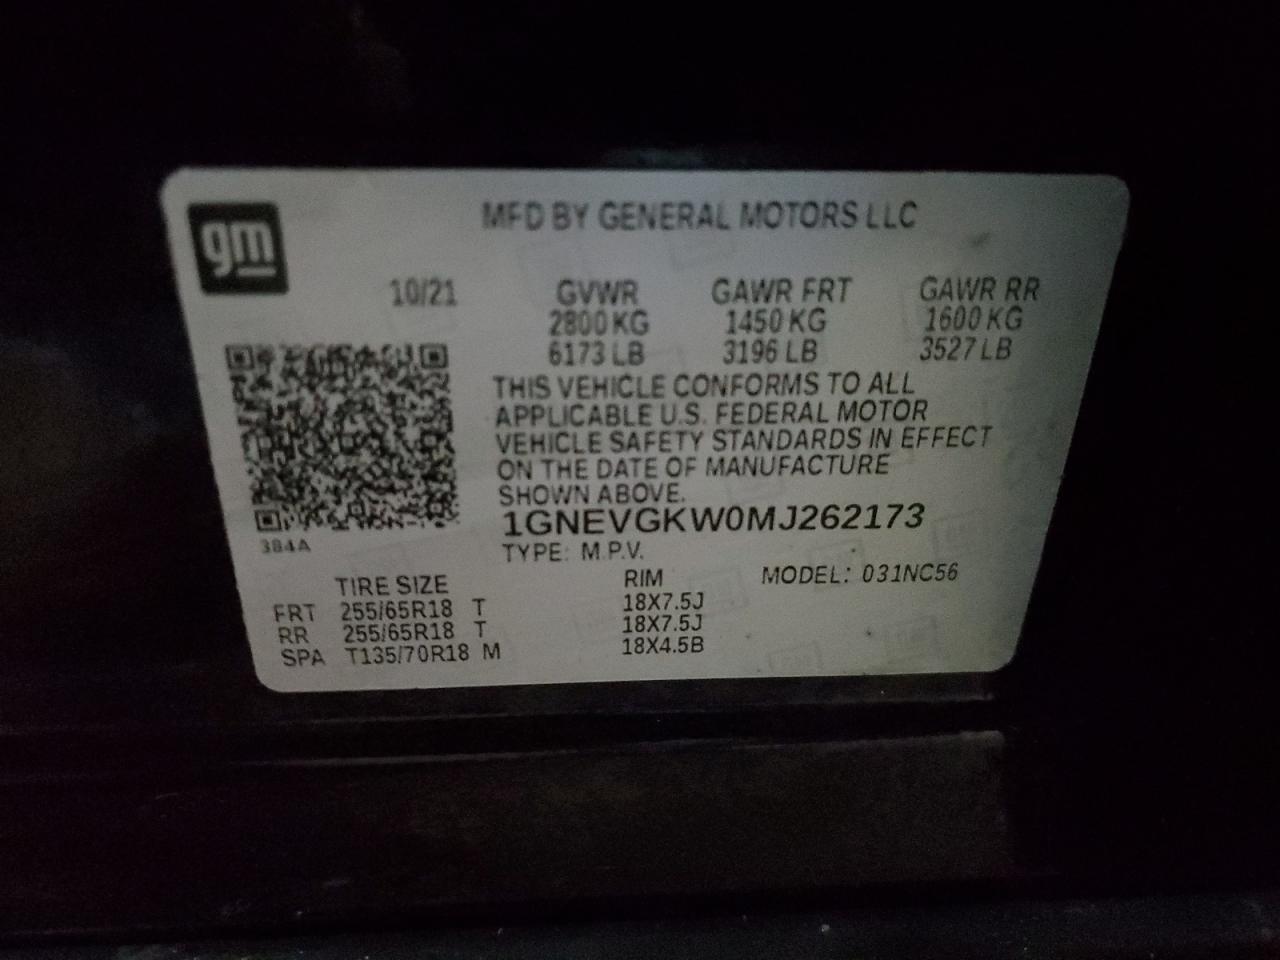 gm
MFD BY GENERAL MOTORS LLC
10/21 GVWR GAWR FRT GAWR RR
2800 KG 1450 KG 1600 KG
6173 LB 3196 LB 3527 LB
THIS VEHICLE CONFORMS TO ALL
APPLICABLE U.S. FEDERAL MOTOR
VEHICLE SAFETY STANDARDS IN EFFECT
ON THE DATE OF MANUFACTURE
SHOWN ABOVE.
1GNEVGKW0MJ262173
384A
TYPE: M.P.V.
TIRE SIZE RIM MODEL: 031NC56
FRT 255/65R18 T 18X7.5J
RR 255/65R18 T 18X7.5J
SPA T135/70R18 M 18X4.5B